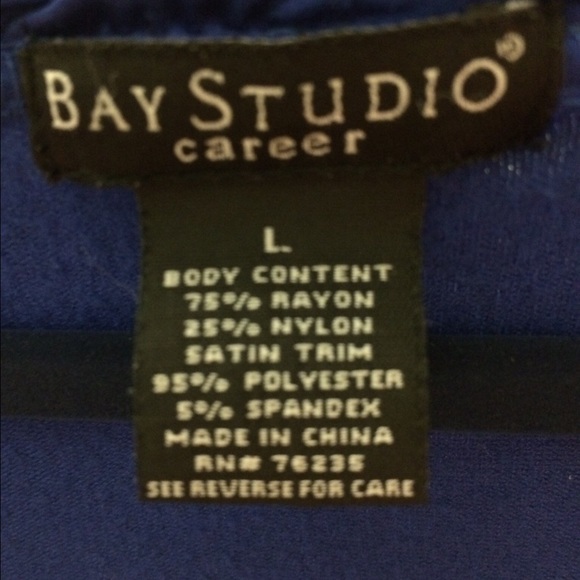 BAY STUDIO®
career
L
BODY CONTENT
75% RAYON
25% NYLON
SATIN TRIM
95% POLYESTER
5% SPANDEX
MADE IN CHINA
RN# 76235
SEE REVERSE FOR CARE